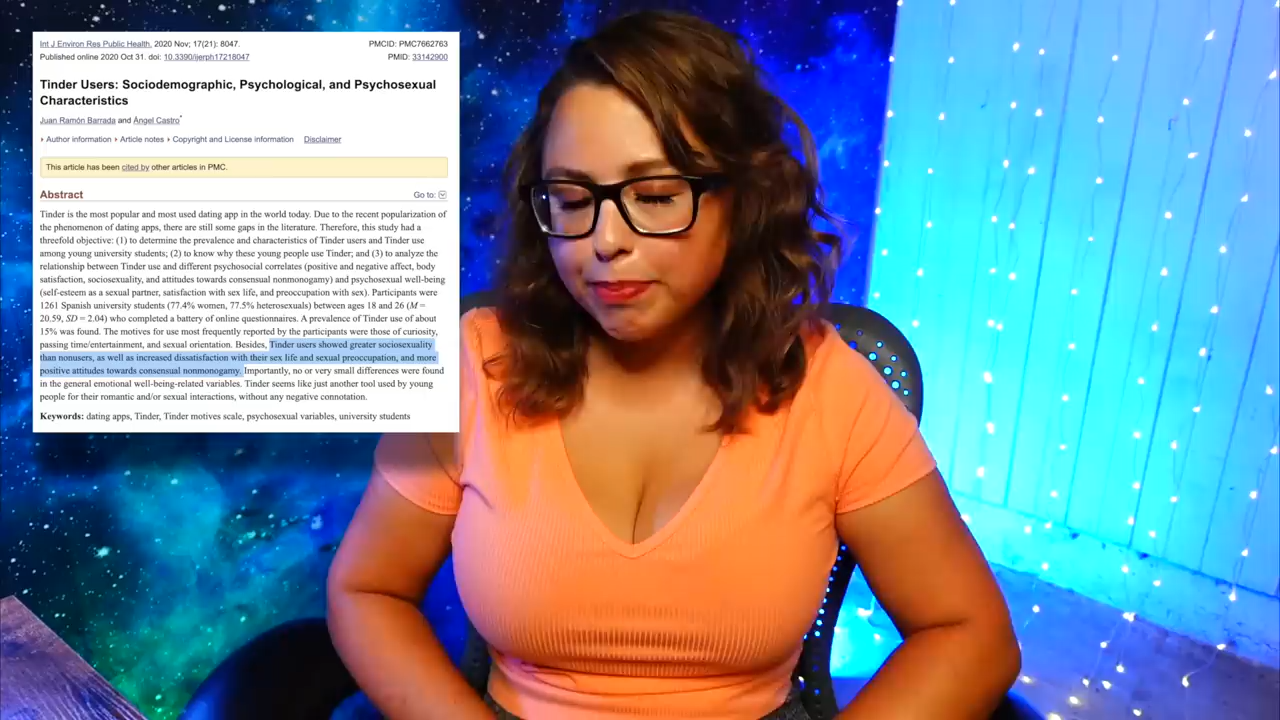 Int J Environ Res Public Health. 2020 Nov; 17(21): 8047. PMCID: PMC7662763
Published online 2020 Oct 31. doi: 10.3390/ijerph17218047 PMID: 33142900
Tinder Users: Sociodemographic, Psychological, and Psychosexual
Characteristics
Juan Ramón Barrada and Ángel Castro*
Author information Article notes Copyright and License information Disclaimer
This article has been cited by other articles in PMC.
Abstract Go to:
Tinder is the most popular and most used dating app in the world today. Due to the recent popularization
of the phenomenon of dating apps, there are still some gaps in the literature. Therefore, this study had a
threefold objective: (1) to determine the prevalence and characteristics of Tinder users and Tinder use
among young university students; (2) to know why these young people use Tinder; and (3) to analyze the
relationship between Tinder use and different psychosocial correlates (positive and negative affect, body
satisfaction, sociosexuality, and attitudes towards consensual nonmonogamy) and psychosexual well-being
(self-esteem as a sexual partner, satisfaction with sex life, and preoccupation with sex). Participants were
1261 Spanish university students (77.4% women, 77.5% heterosexuals) between ages 18 and 26 (M =
20.59, SD = 2.04) who completed a battery of online questionnaires. A prevalence of Tinder use of about
15% was found. The motives for use most frequently reported by the participants were those of curiosity,
passing time/entertainment, and sexual orientation. Besides, Tinder users showed greater sociosexuality
than nonusers, as well as increased dissatisfaction with their sex life and sexual preoccupation, and more
positive attitudes towards consensual nonmonogamy. Importantly, no or very small differences were found
in the general emotional well-being-related variables. Tinder seems like just another tool used by young
people for their romantic and/or sexual interactions, without any negative connotation.
Keywords: dating apps, Tinder, Tinder motives scale, psychosexual variables, university students